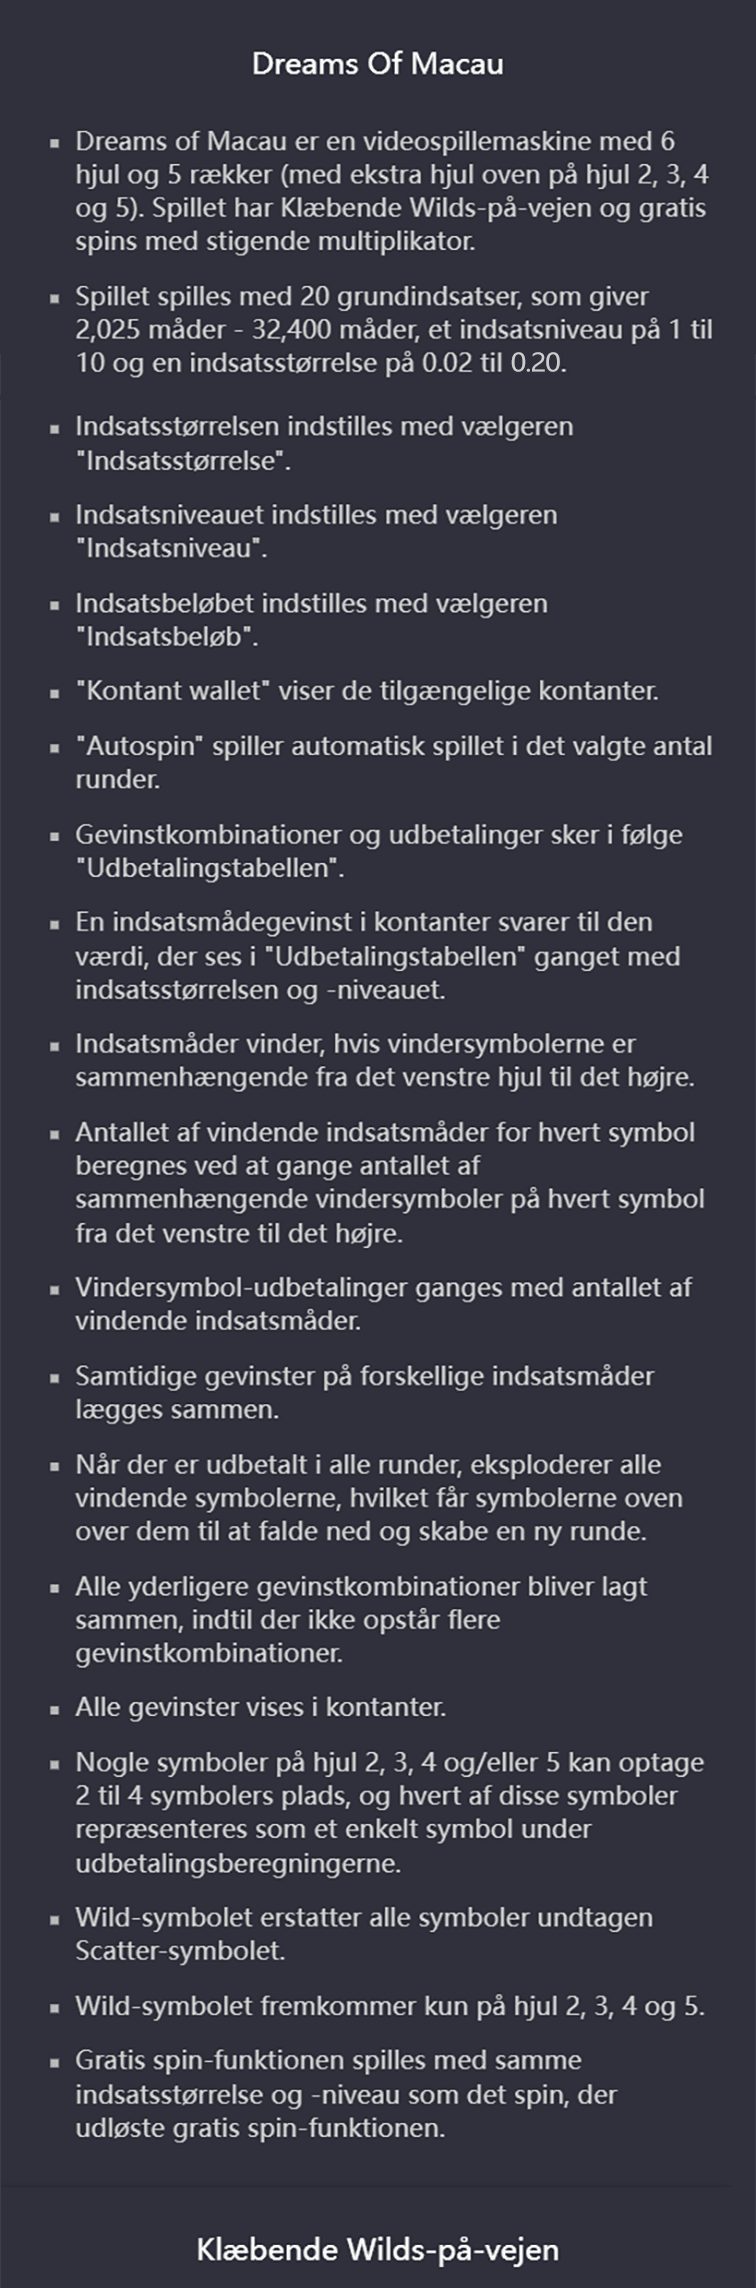 Dreams Of Macau
▪ Dreams of Macau er en videospillemaskine med 6
hjul og 5 rækker (med ekstra hjul oven på hjul 2, 3, 4
og 5). Spillet har Klæbende Wilds-på-vejen og gratis
spins med stigende multiplikator.
▪ Spillet spilles med 20 grundindsatser, som giver
2,025 måder - 32,400 måder, et indsatsniveau på 1 til
10 og en indsatsstørrelse på 0.02 til 0.20.
▪ Indsatsstørrelsen indstilles med vælgeren
"Indsatsstørrelse".
▪ Indsatsniveauet indstilles med vælgeren
"Indsatsniveau".
▪ Indsatsbeløbet indstilles med vælgeren
"Indsatsbeløb".
▪ "Kontant wallet" viser de tilgængelige kontanter.
▪ "Autospin" spiller automatisk spillet i det valgte antal
runder.
▪ Gevinstkombinationer og udbetalinger sker i følge
"Udbetalingstabellen".
▪ En indsatsmådegevinst i kontanter svarer til den
værdi, der ses i "Udbetalingstabellen" ganget med
indsatsstørrelsen og -niveauet.
▪ Indsatsmåder vinder, hvis vindersymbolerne er
sammenhængende fra det venstre hjul til det højre.
▪ Antallet af vindende indsatsmåder for hvert symbol
beregnes ved at gange antallet af
sammenhængende vindersymboler på hvert symbol
fra det venstre til det højre.
▪ Vindersymbol-udbetalinger ganges med antallet af
vindende indsatsmåder.
▪ Samtidige gevinster på forskellige indsatsmåder
lægges sammen.
▪ Når der er udbetalt i alle runder, eksploderer alle
vindende symbolerne, hvilket får symbolerne oven
over dem til at falde ned og skabe en ny runde.
▪ Alle yderligere gevinstkombinationer bliver lagt
sammen, indtil der ikke opstår flere
gevinstkombinationer.
▪ Alle gevinster vises i kontanter.
▪ Nogle symboler på hjul 2, 3, 4 og/eller 5 kan optage
2 til 4 symbolers plads, og hvert af disse symboler
repræsenteres som et enkelt symbol under
udbetalingsberegningerne.
▪ Wild-symbolet erstatter alle symboler undtagen
Scatter-symbolet.
▪ Wild-symbolet fremkommer kun på hjul 2, 3, 4 og 5.
▪ Gratis spin-funktionen spilles med samme
indsatsstørrelse og -niveau som det spin, der
udløste gratis spin-funktionen.
Klæbende Wilds-på-vejen